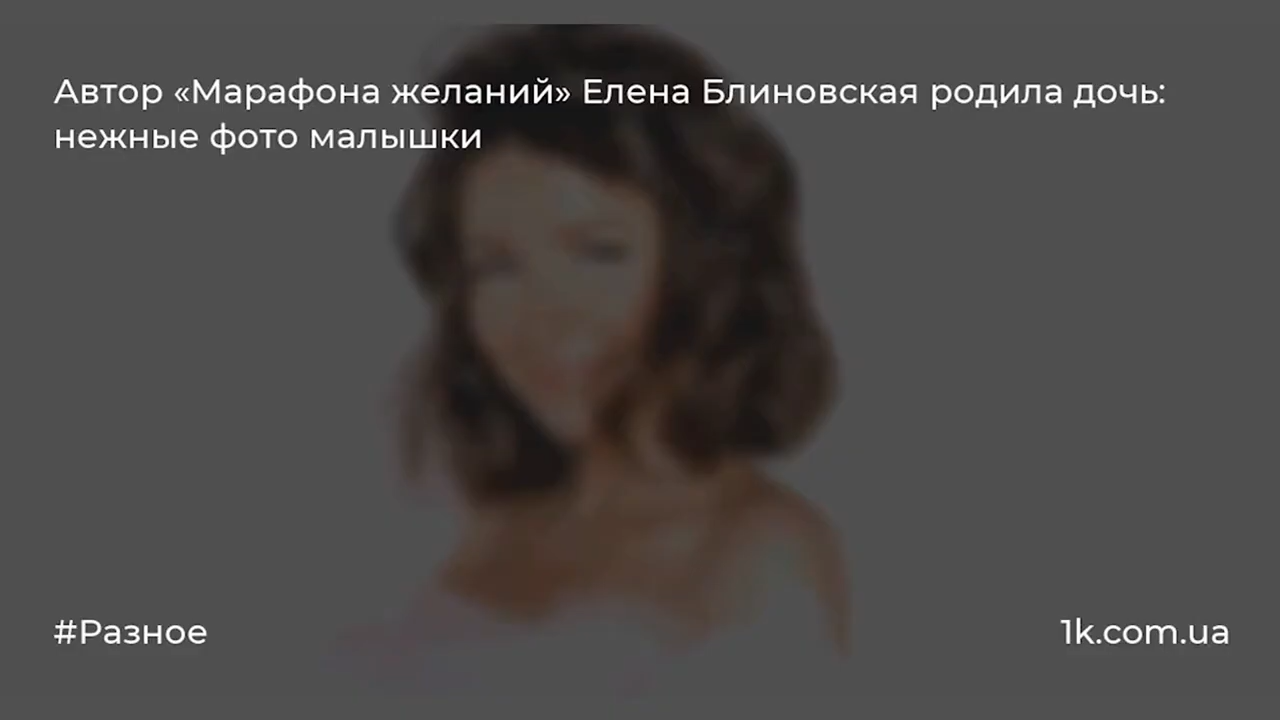 Автор «Марафона желаний» Елена Блиновская родила дочь:
нежные фото малышки
#Разное
1k.com.ua